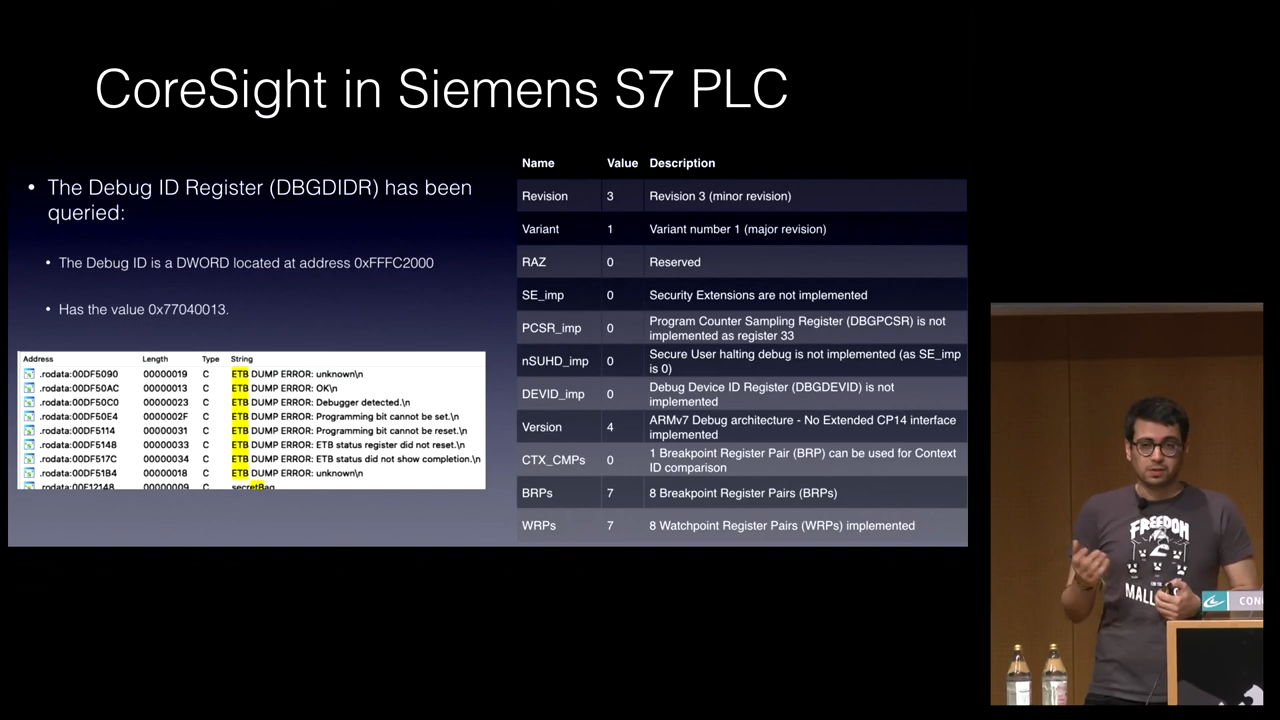 CoreSight in Siemens S7 PLC
• The Debug ID Register (DBGDIDR) has been
queried:
• The Debug ID is a DWORD located at address 0xFFFC2000
• Has the value 0x77040013.
Address Length Type String
.rodata:00DF5090 00000019 C ETB DUMP ERROR: unknown\n
.rodata:00DF50AC 00000013 C ETB DUMP ERROR: OK\n
.rodata:00DF50C0 00000023 C ETB DUMP ERROR: Debugger detected.\n
.rodata:00DF50E4 0000002F C ETB DUMP ERROR: Programming bit cannot be set.\n
.rodata:00DF5114 00000031 C ETB DUMP ERROR: Programming bit cannot be reset.\n
.rodata:00DF5148 00000033 C ETB DUMP ERROR: ETB status register did not reset.\n
.rodata:00DF517C 00000034 C ETB DUMP ERROR: ETB status did not show completion.\n
.rodata:00DF51B4 00000018 C ETB DUMP ERROR: unknown\n
.rodata:00E12148 00000009 C secretBag
Name Value Description
Revision 3 Revision 3 (minor revision)
Variant 1 Variant number 1 (major revision)
RAZ 0 Reserved
SE_imp 0 Security Extensions are not implemented
PCSR_imp 0 Program Counter Sampling Register (DBGPCSR) is not
implemented as register 33
nSUHD_imp 0 Secure User halting debug is not implemented (as SE_imp
is 0)
DEVID_imp 0 Debug Device ID Register (DBGDEVID) is not
implemented
Version 4 ARMv7 Debug architecture - No Extended CP14 interface
implemented
CTX_CMPs 0 1 Breakpoint Register Pair (BRP) can be used for Context
ID comparison
BRPs 7 8 Breakpoint Register Pairs (BRPs)
WRPs 7 8 Watchpoint Register Pairs (WRPs) implemented
FREEDOM
FOR THE
CON